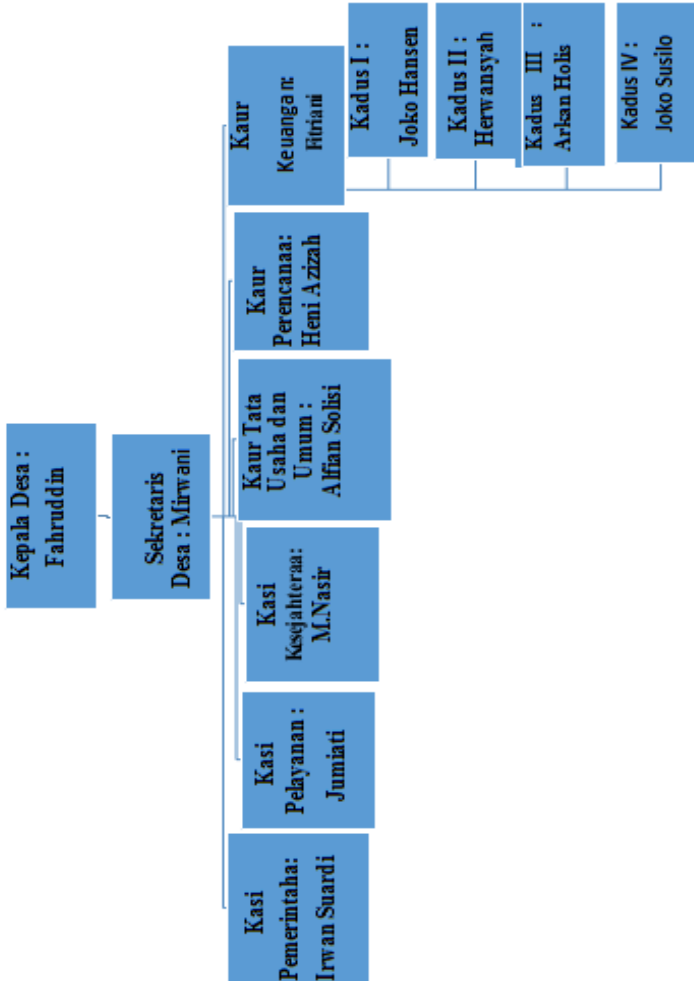 Kepala Desa :
Fahruddin
Sekretaris
Desa : Mirwani
Kasi
Pemerintaha:
Irwan Suardi
Kasi
Pelayanan :
Jumiati
Kasi
Kesejahteraa:
M.Nasir
Kaur Tata
Usaha dan
Umum :
Alfian Solisi
Kaur
Perencanaa:
Heni Azizah
Kaur
Keuangan:
Fitriani
Kadus I :
Joko Hansen
Kadus II :
Herwansyah
Kadus III :
Arkan Holis
Kadus IV :
Joko Susilo